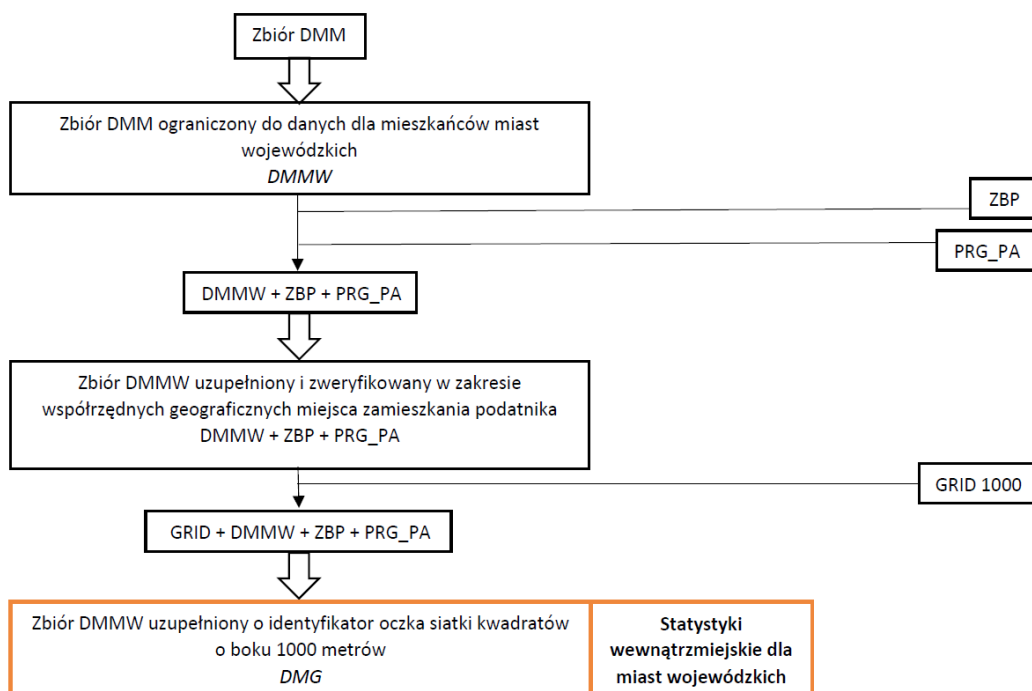 Zbiór DMM
Zbiór DMM ograniczony do danych dla mieszkańców miast
wojewódzkich
DMMW
ZBP
PRG_PA
DMMW + ZBP + PRG_PA
Zbiór DMMW uzupełniony i zweryfikowany w zakresie
współrzędnych geograficznych miejsca zamieszkania podatnika
DMMW + ZBP + PRG_PA
GRID 1000
GRID + DMMW + ZBP + PRG_PA
Zbiór DMMW uzupełniony o identyfikator oczka siatki kwadratów
o boku 1000 metrów
DMG
Statystyki
wewnątrzmiejskie dla
miast wojewódzkich